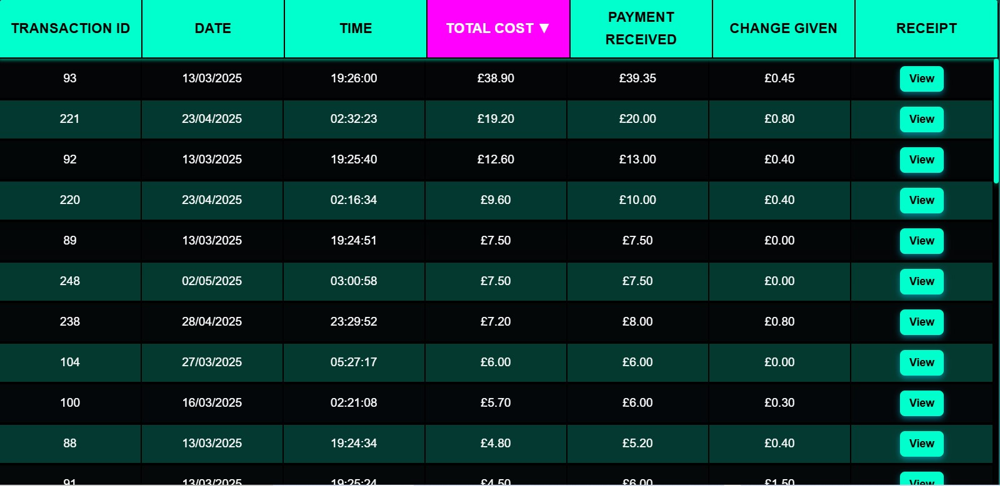 TRANSACTION ID DATE TIME TOTAL COST ▼ PAYMENT RECEIVED CHANGE GIVEN RECEIPT
93 13/03/2025 19:26:00 £38.90 £39.35 £0.45 View
221 23/04/2025 02:32:23 £19.20 £20.00 £0.80 View
92 13/03/2025 19:25:40 £12.60 £13.00 £0.40 View
220 23/04/2025 02:16:34 £9.60 £10.00 £0.40 View
89 13/03/2025 19:24:51 £7.50 £7.50 £0.00 View
248 02/05/2025 03:00:58 £7.50 £7.50 £0.00 View
238 28/04/2025 23:29:52 £7.20 £8.00 £0.80 View
104 27/03/2025 05:27:17 £6.00 £6.00 £0.00 View
100 16/03/2025 02:21:08 £5.70 £6.00 £0.30 View
88 13/03/2025 19:24:34 £4.80 £5.20 £0.40 View
91 13/03/2025 19:25:24 £4.50 £6.00 £1.50 View